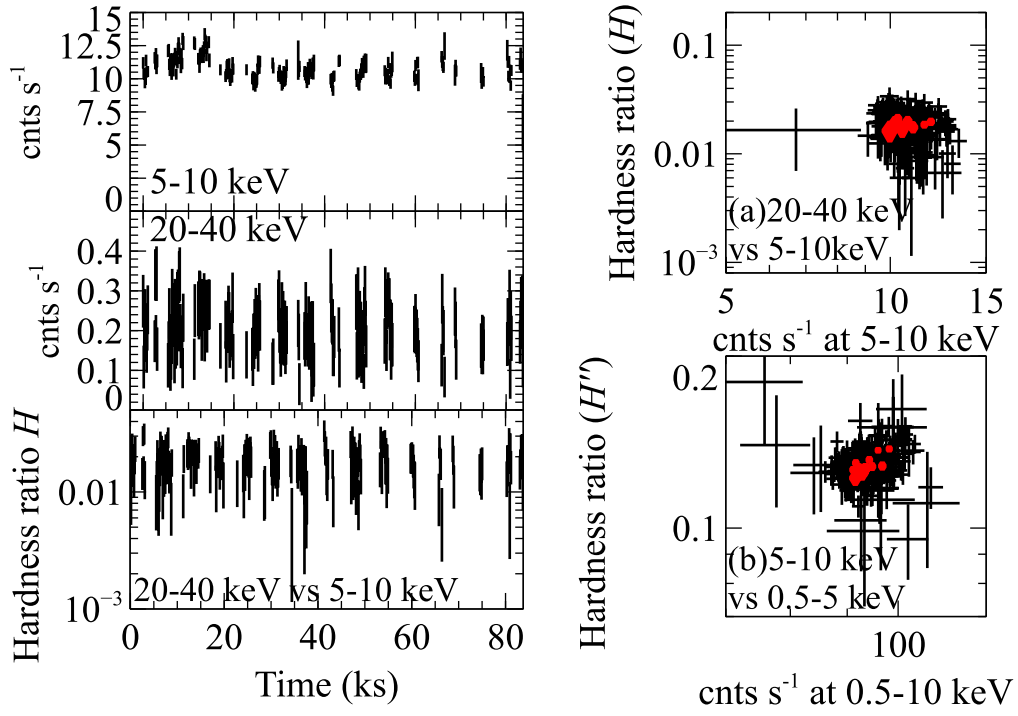 15
12.5
10
7.5
5
0
cnts s⁻¹
5-10 keV
20-40 keV
0.4
0.3
0.2
0.1
0
cnts s⁻¹
Hardness ratio H
0.01
10⁻³
20-40 keV vs 5-10 keV
0 20 40 60 80
Time (ks)
Hardness ratio (H)
0.1
0.01
10⁻³
(a)20-40 keV
vs 5-10keV
5 10 15
cnts s⁻¹ at 5-10 keV
Hardness ratio (H″)
0.2
0.1
(b)5-10 keV
vs 0.5-5 keV
100
cnts s⁻¹ at 0.5-10 keV